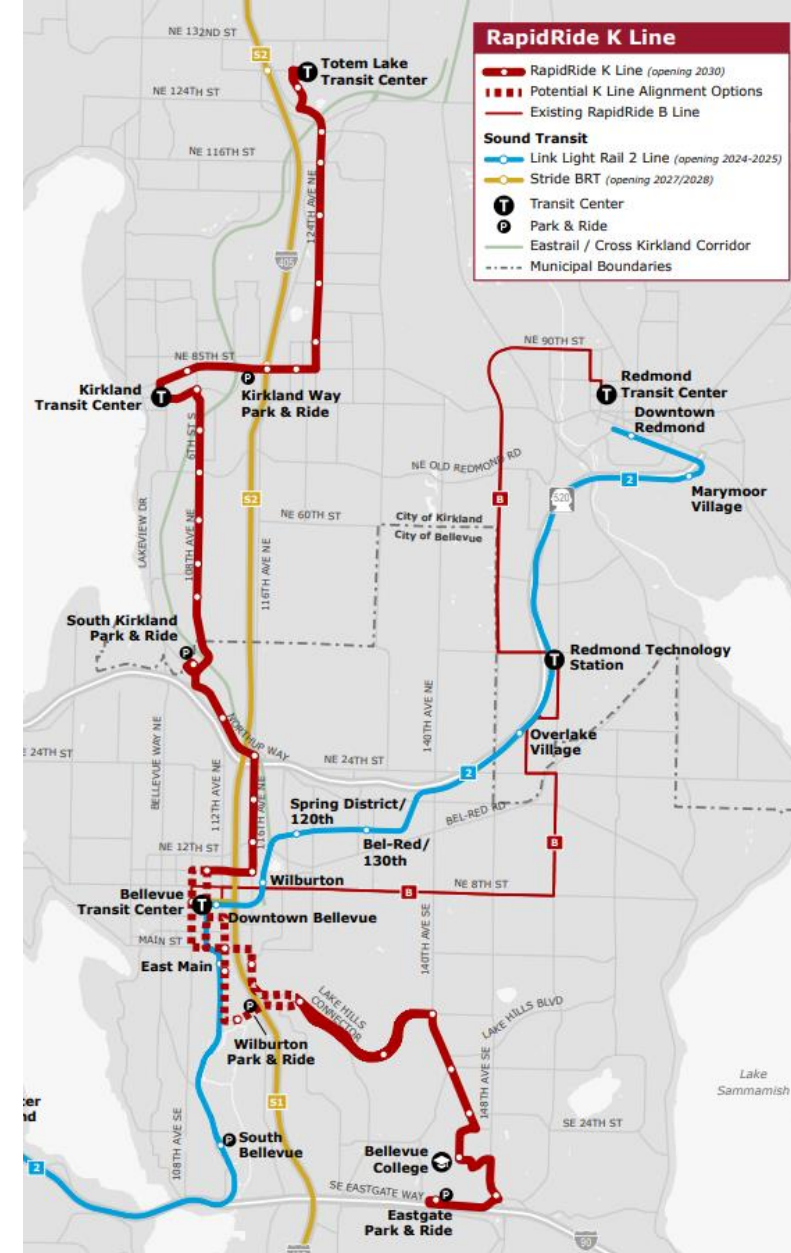 RapidRide K Line
RapidRide K Line (opening 2030)
Potential K Line Alignment Options
Existing RapidRide B Line
Sound Transit
Link Light Rail 2 Line (opening 2024-2025)
Stride BRT (opening 2027/2028)
T
Transit Center
P
Park & Ride
Eastrail / Cross Kirkland Corridor
Municipal Boundaries
NE 132ND ST
S2
T
Totem Lake
Transit Center
NE 124TH ST
NE 116TH ST
124TH AVE NE
405
NE 85TH ST
P
Kirkland
Transit Center
T
Kirkland Way
Park & Ride
6TH ST S
NE 90TH ST
T
Redmond
Transit Center
Downtown
Redmond
NE OLD REDMOND RD
2
520
Marymoor
Village
S2
B
NE 60TH ST
City of Kirkland
City of Bellevue
LAKEVIEW DR
108TH AVE NE
116TH AVE NE
South Kirkland
Park & Ride
P
T
Redmond Technology
Station
140TH AVE NE
BELLEVUE WAY NE
NORTHUP WAY
Overlake
Village
E 24TH ST
NE 24TH ST
2
112TH AVE NE
116TH AVE NE
Spring District/
120th
BEL-RED RD
Bel-Red/
130th
NE 12TH ST
B
Wilburton
NE 8TH ST
B
Bellevue
Transit Center
T
Downtown Bellevue
MAIN ST
140TH AVE SE
East Main
LAKE HILLS
CONNECTOR
P
LAKE HILLS BLVD
Wilburton
Park & Ride
148TH AVE SE
Lake
Sammamish
S1
SE 24TH ST
108TH AVE SE
P
South
Bellevue
Bellevue
College
2
SE EASTGATE WAY
P
Eastgate
Park & Ride
90